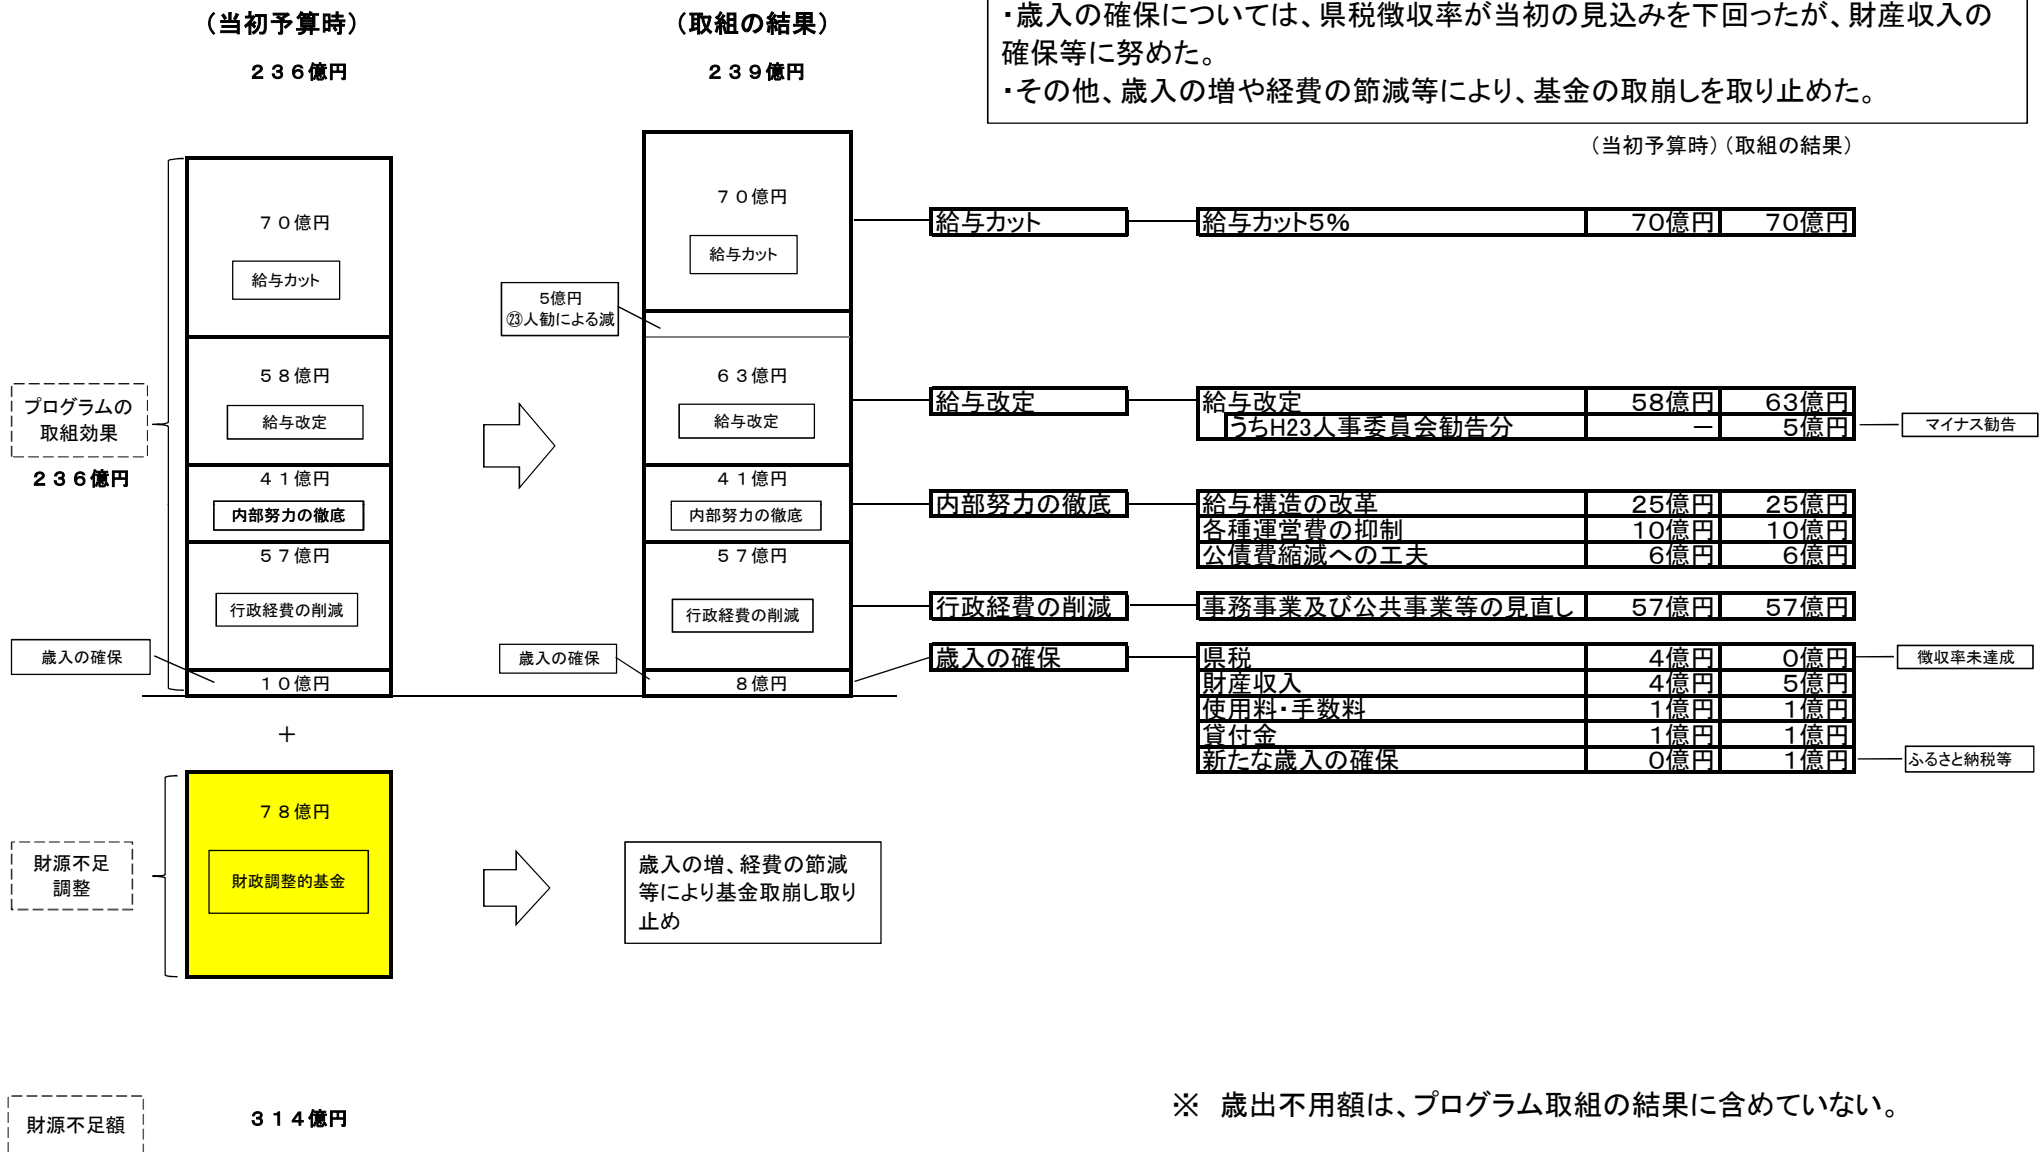 （当初予算時）
（取組の結果）
２３６億円
２３９億円
・歳入の確保については、県税徴収率が当初の見込みを下回ったが、財産収入の
確保等に努めた。
・その他、歳入の増や経費の節減等により、基金の取崩しを取り止めた。
（当初予算時）（取組の結果）
７０億円
給与カット
５８億円
給与改定
４１億円
内部努力の徹底
５７億円
行政経費の削減
１０億円
プログラムの
取組効果
２３６億円
歳入の確保
７０億円
給与カット
5億円
㉓人勧による減
６３億円
給与改定
４１億円
内部努力の徹底
５７億円
行政経費の削減
歳入の確保
８億円
給与カット 給与カット5% 70億円 70億円
給与改定 給与改定 58億円 63億円
うちH23人事委員会勧告分 － 5億円 マイナス勧告
内部努力の徹底 給与構造の改革 25億円 25億円
各種運営費の抑制 10億円 10億円
公債費縮減への工夫 6億円 6億円
行政経費の削減 事務事業及び公共事業等の見直し 57億円 57億円
歳入の確保 県税 4億円 0億円 徴収率未達成
財産収入 4億円 5億円
使用料・手数料 1億円 1億円
貸付金 1億円 1億円
新たな歳入の確保 0億円 1億円 ふるさと納税等
＋
７８億円
財政調整的基金
財源不足
調整
歳入の増、経費の節減
等により基金取崩し取り
止め
財源不足額
３１４億円
※　歳出不用額は、プログラム取組の結果に含めていない。